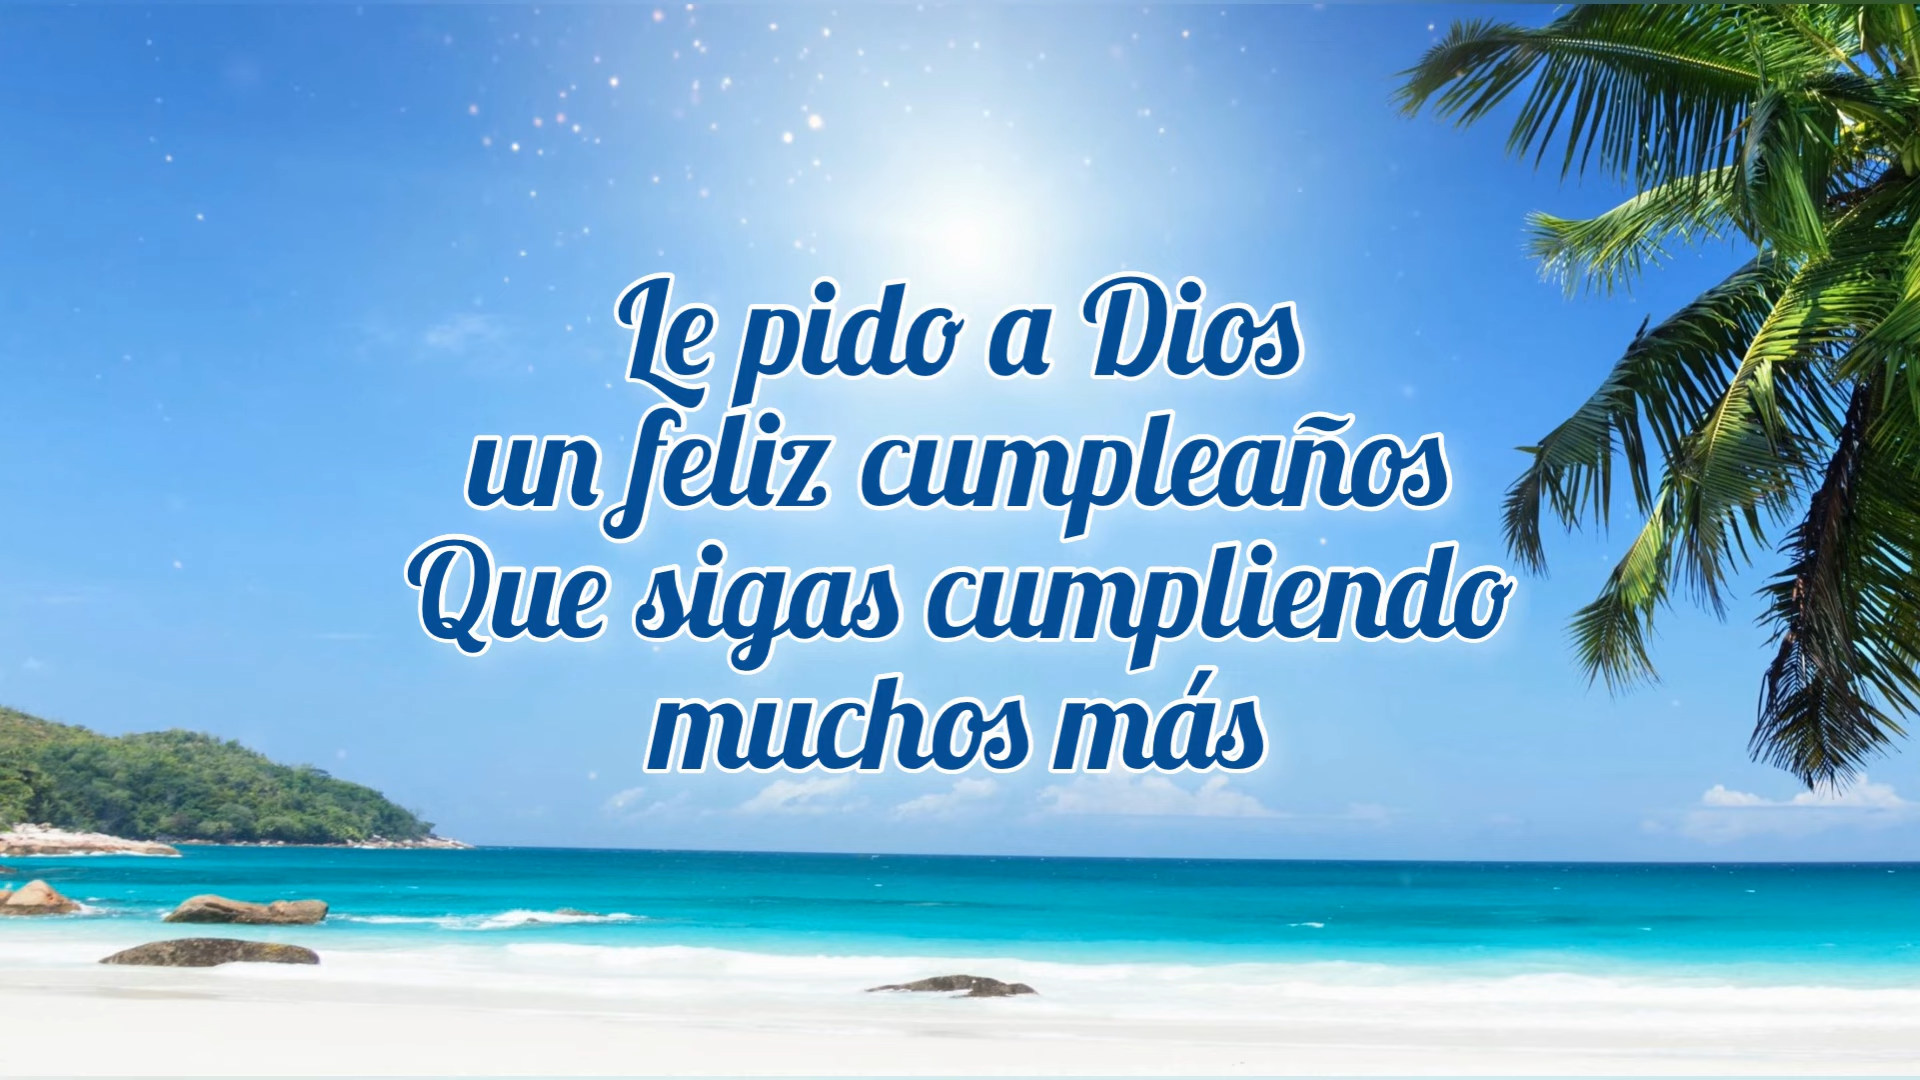 Le pido a Dios
un feliz cumpleaños
Que sigas cumpliendo
muchos más